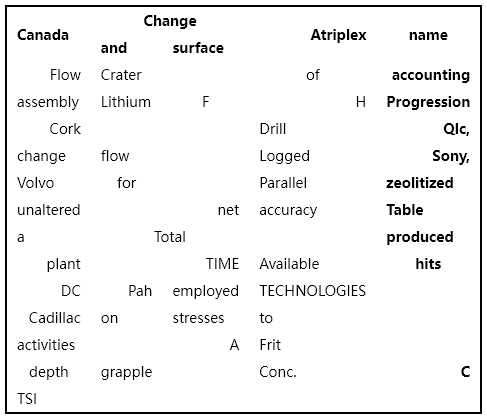 Canada Change and surface Atriplex name
Flow Crater of accounting
assembly Lithium F H Progression
Cork Drill Qlc,
change flow Logged Sony,
Volvo for Parallel zeolitized
unaltered net accuracy Table
a Total produced
plant TIME Available hits
DC Pah employed TECHNOLOGIES
Cadillac on stresses to
activities A Frit
depth grapple Conc. C
TSI